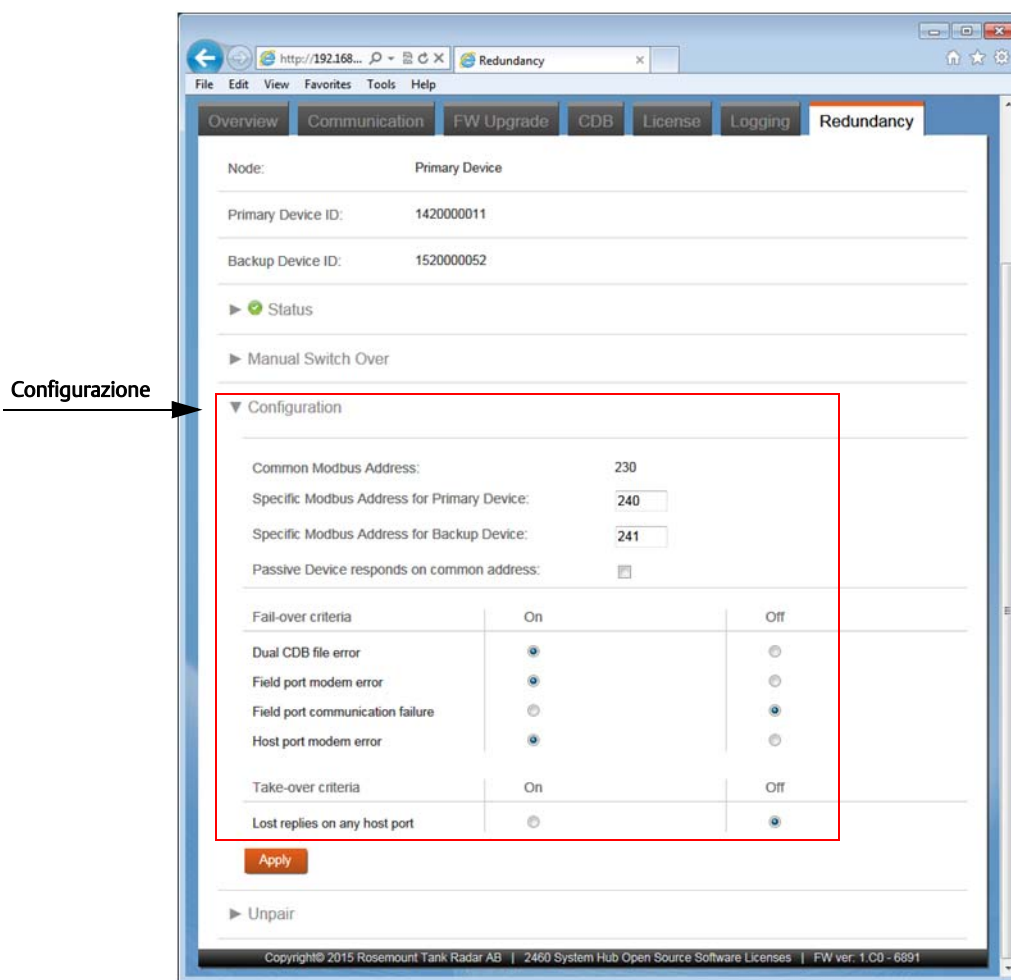 http://192.168...
Redundancy
File Edit View Favorites Tools Help
Overview Communication FW Upgrade CDB License Logging Redundancy
Node: Primary Device
Primary Device ID: 1420000011
Backup Device ID: 1520000052
Status
Manual Switch Over
Configurazione
Configuration
Common Modbus Address: 230
Specific Modbus Address for Primary Device: 240
Specific Modbus Address for Backup Device: 241
Passive Device responds on common address:
Fail-over criteria On Off
Dual CDB file error
Field port modem error
Field port communication failure
Host port modem error
Take-over criteria On Off
Lost replies on any host port
Apply
Unpair
Copyright© 2015 Rosemount Tank Radar AB | 2460 System Hub Open Source Software Licenses | FW ver: 1.C0 - 6891